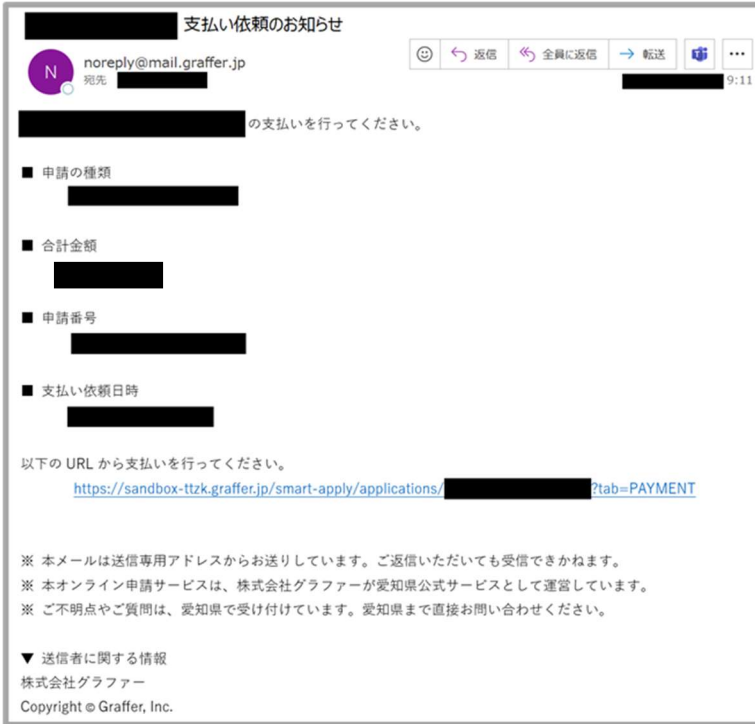 支払い依頼のお知らせ
N
noreply@mail.graffer.jp
宛先
返信
全員に返信
転送
9:11
の支払いを行ってください。
■ 申請の種類
■ 合計金額
■ 申請番号
■ 支払い依頼日時
以下の URL から支払いを行ってください。
https://sandbox-ttzk.graffer.jp/smart-apply/applications/ ?tab=PAYMENT
※ 本メールは送信専用アドレスからお送りしています。ご返信いただいても受信できかねます。
※ 本オンライン申請サービスは、株式会社グラファーが愛知県公式サービスとして運営しています。
※ ご不明点やご質問は、愛知県で受け付けています。愛知県まで直接お問い合わせください。
▼ 送信者に関する情報
株式会社グラファー
Copyright © Graffer, Inc.